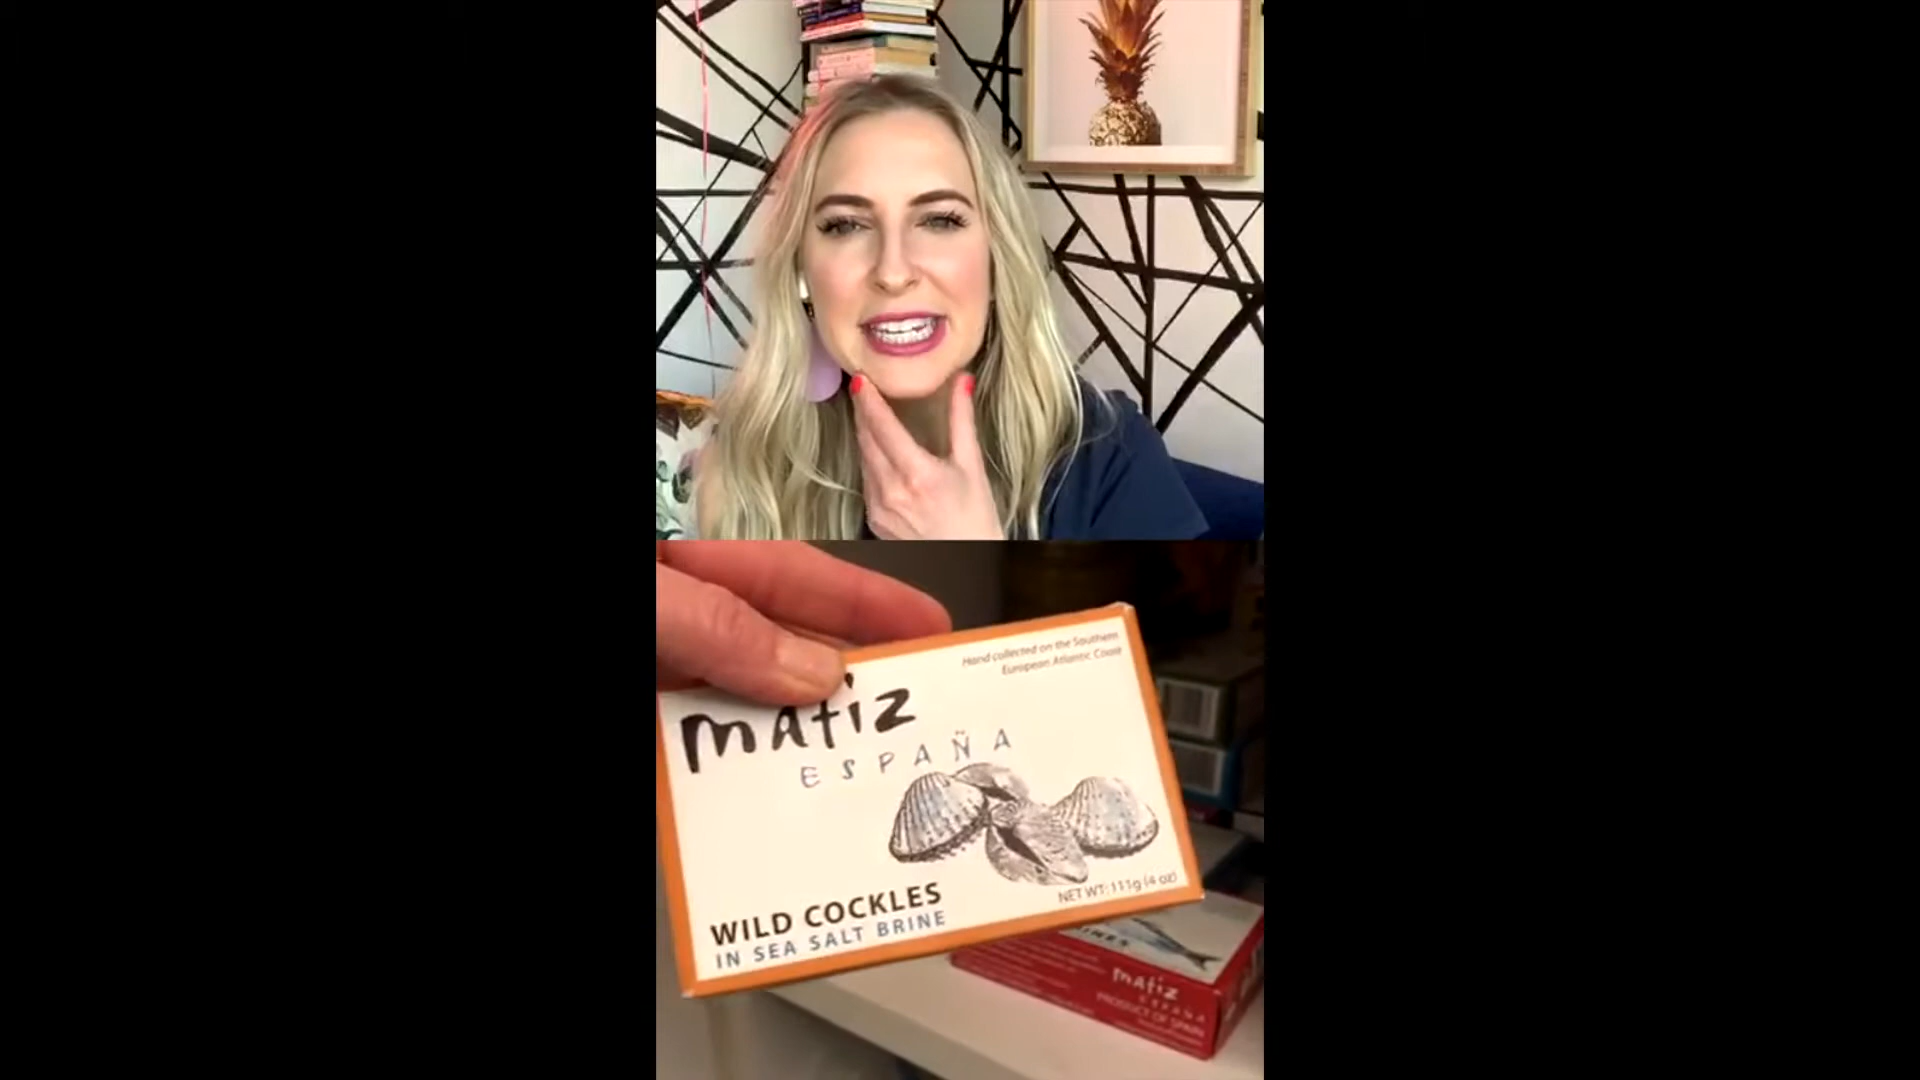 Hand collected on the Southern
European Atlantic Coast
matiz
ESPAÑA
NET WT: 111g (4 oz)
WILD COCKLES
IN SEA SALT BRINE
matiz
ESPAÑA
PRODUCT OF SPAIN